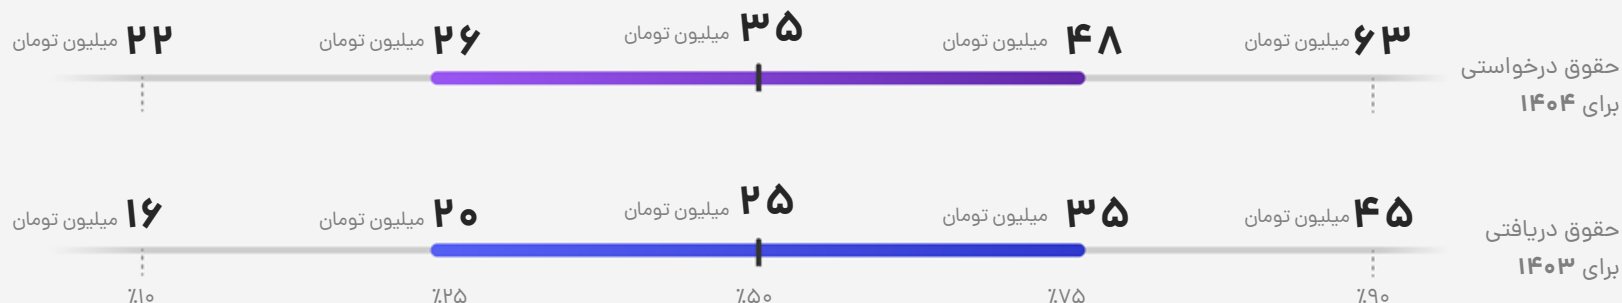 حقوق درخواستی
برای ۱۴۰۴
۶۳ میلیون تومان
۴۸ میلیون تومان
۳۵ میلیون تومان
۲۶ میلیون تومان
۲۲ میلیون تومان
حقوق دریافتی
برای ۱۴۰۳
۴۵ میلیون تومان
۳۵ میلیون تومان
۲۵ میلیون تومان
۲۰ میلیون تومان
۱۶ میلیون تومان
٪۹۰
٪۷۵
٪۵۰
٪۲۵
٪۱۰